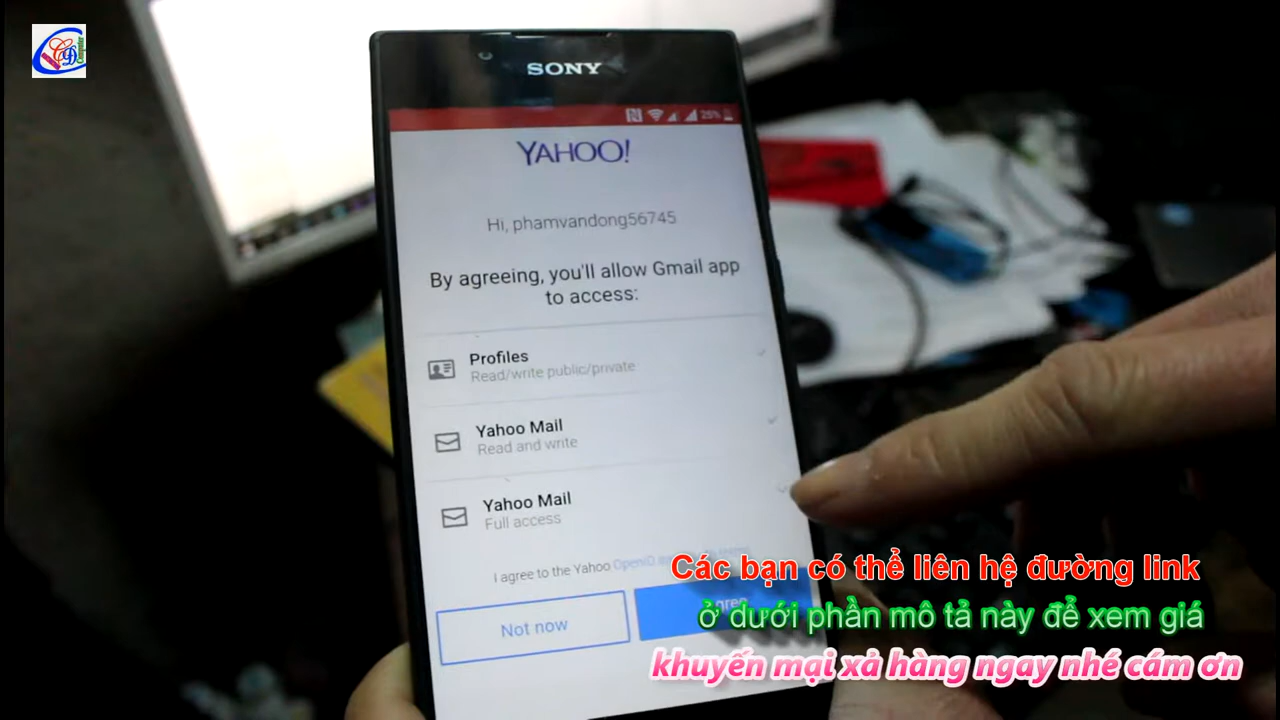 Computer
SONY
25%
YAHOO!
Hi, phamvandong56745
By agreeing, you'll allow Gmail app
to access:
Profiles
Read/write public/private
Yahoo Mail
Read and write
Yahoo Mail
Full access
I agree to the Yahoo OpenID
Not now
Agree
Các bạn có thể liên hệ đường link
ở dưới phần mô tả này để xem giá
khuyến mại xả hàng ngay nhé cám ơn